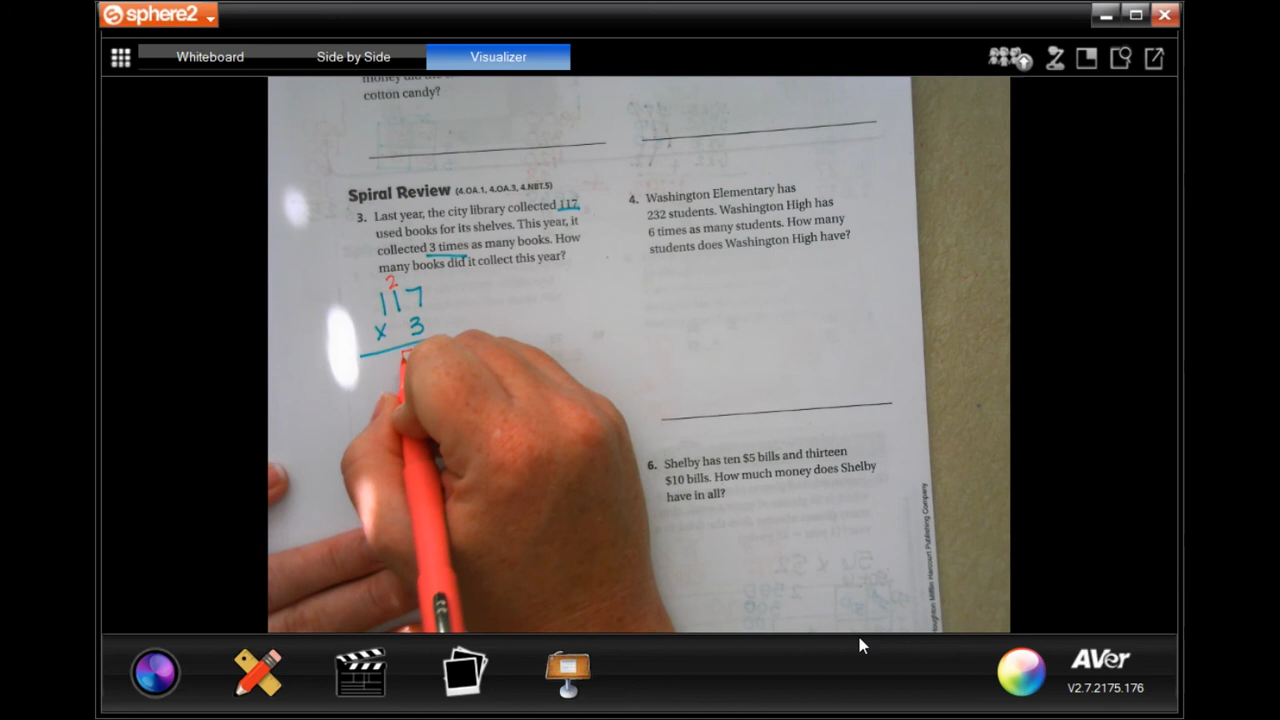 sphere2
Whiteboard Side by Side Visualizer
cotton candy?
Spiral Review (4.OA.1, 4.OA.3, 4.NBT.5)
3. Last year, the city library collected 117
used books for its shelves. This year, it
collected 3 times as many books. How
many books did it collect this year?
2
117
x 3
4. Washington Elementary has
232 students. Washington High has
6 times as many students. How many
students does Washington High have?
6. Shelby has ten $5 bills and thirteen
$10 bills. How much money does Shelby
have in all?
Houghton Mifflin Harcourt Publishing Company
AVer
V2.7.2175.176